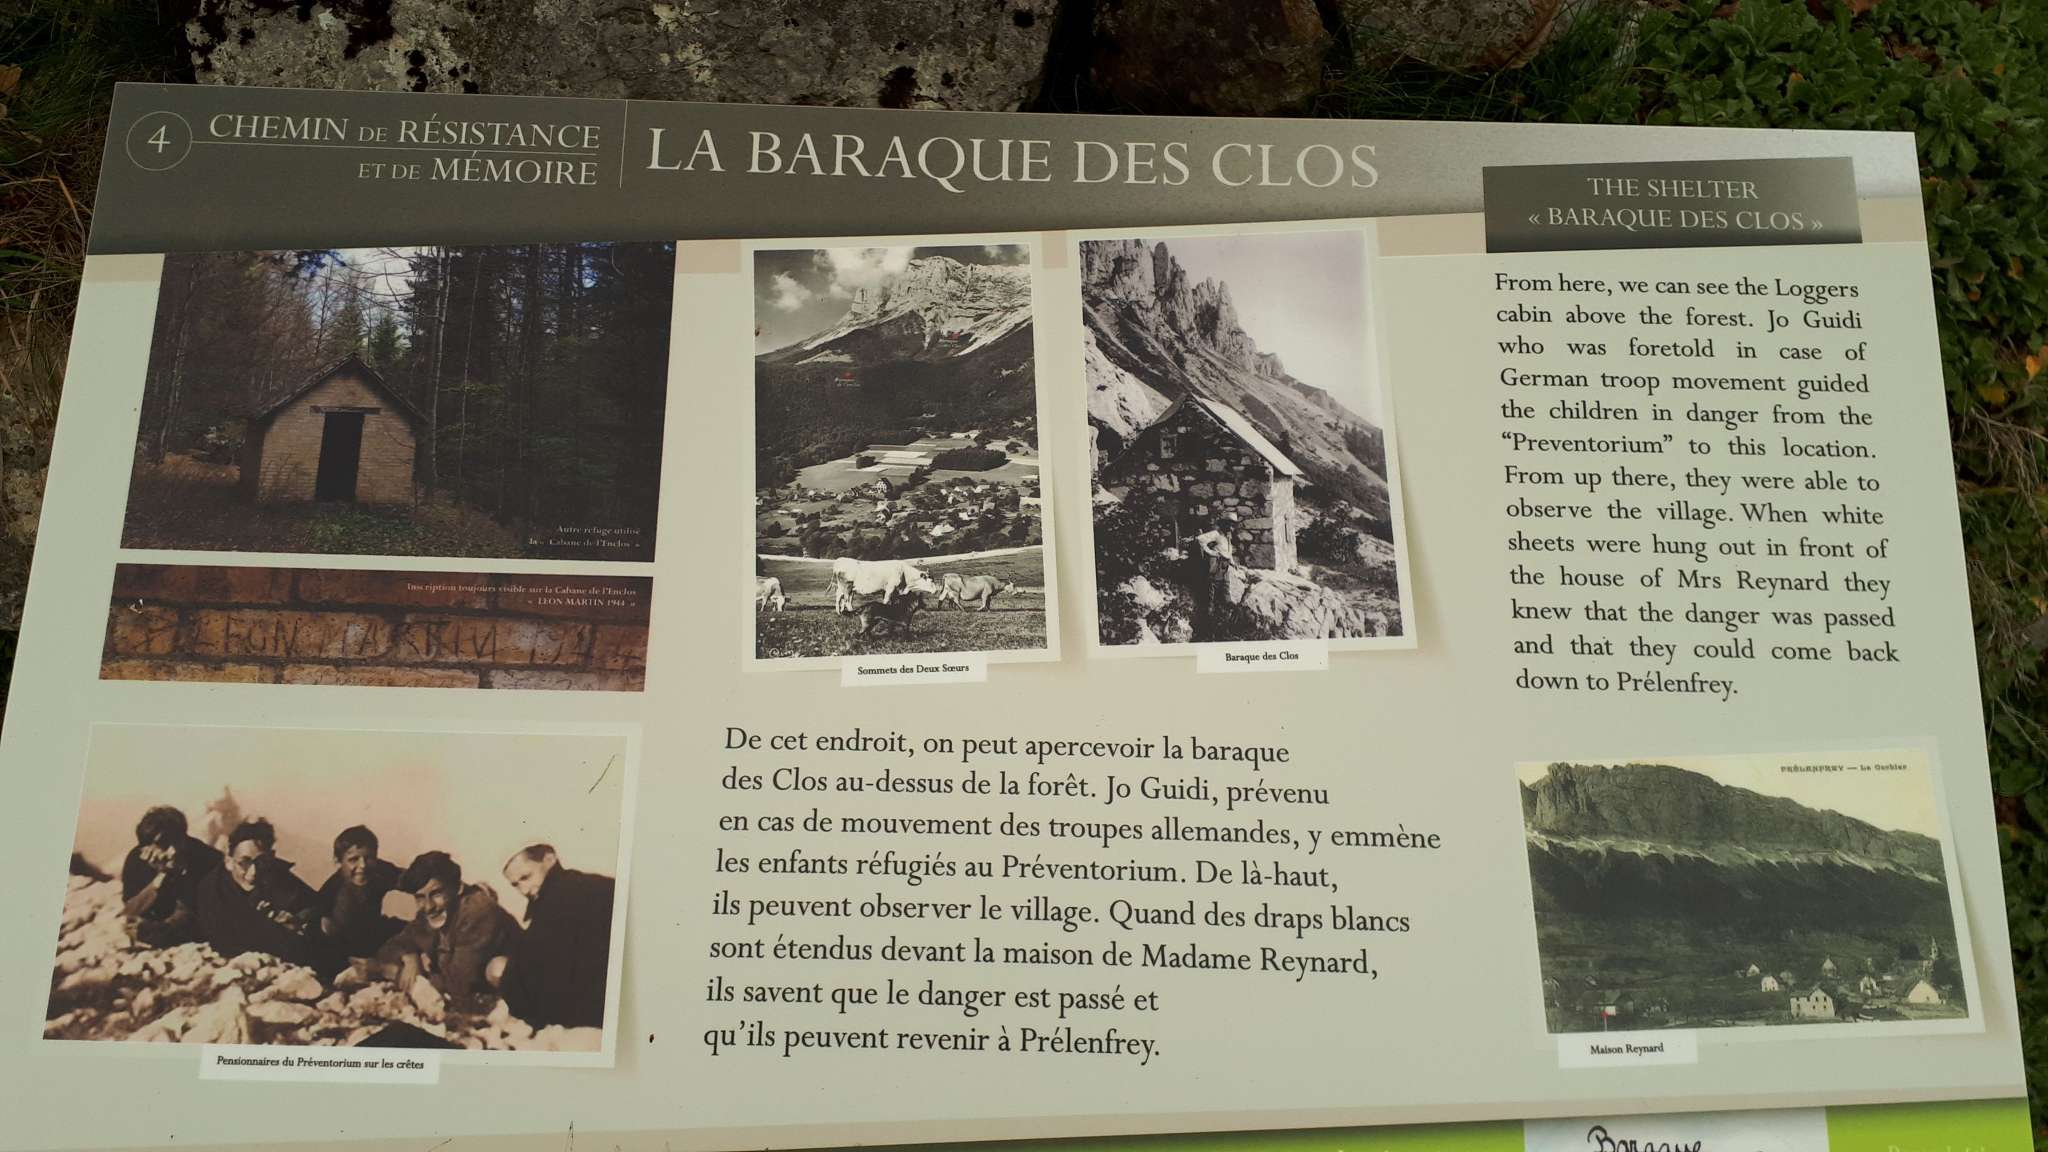 4
CHEMIN DE RÉSISTANCE
ET DE MÉMOIRE
LA BARAQUE DES CLOS
THE SHELTER
« BARAQUE DES CLOS »
Autre refuge utilisé
la « Cabane de l'Enclos »
Inscription toujours visible sur la Cabane de l'Enclos
« LEON MARTIN 1944 »
LEON MARTIN 1944
Pensionnaires du Préventorium sur les crêtes
Sommets des Deux Sœurs
Baraque des Clos
De cet endroit, on peut apercevoir la baraque
des Clos au-dessus de la forêt. Jo Guidi, prévenu
en cas de mouvement des troupes allemandes, y emmène
les enfants réfugiés au Préventorium. De là-haut,
ils peuvent observer le village. Quand des draps blancs
sont étendus devant la maison de Madame Reynard,
ils savent que le danger est passé et
qu'ils peuvent revenir à Prélenfrey.
From here, we can see the Loggers
cabin above the forest. Jo Guidi
who was foretold in case of
German troop movement guided
the children in danger from the
“Preventorium” to this location.
From up there, they were able to
observe the village. When white
sheets were hung out in front of
the house of Mrs Reynard they
knew that the danger was passed
and that they could come back
down to Prélenfrey.
PRÉLENFREY — Le Gerbier
Maison Reynard
Baraque